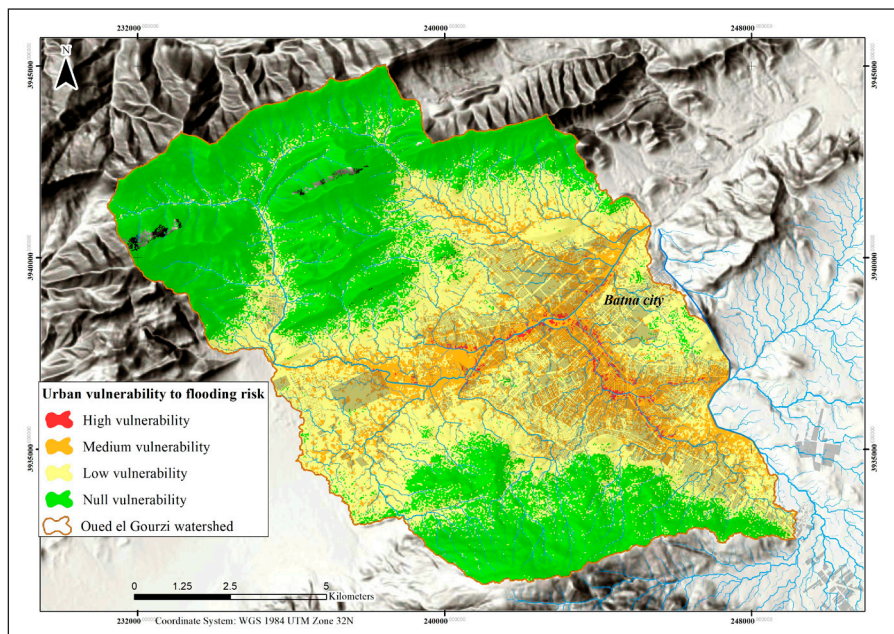 232000 240000 248000
N
3945000 3945000
3940000 3940000
Batna city
Urban vulnerability to flooding risk
High vulnerability
Medium vulnerability
Low vulnerability
Null vulnerability
Oued el Gourzi watershed
3935000 3935000
0 1.25 2.5 5
Kilometers
232000 240000 248000
Coordinate System: WGS 1984 UTM Zone 32N